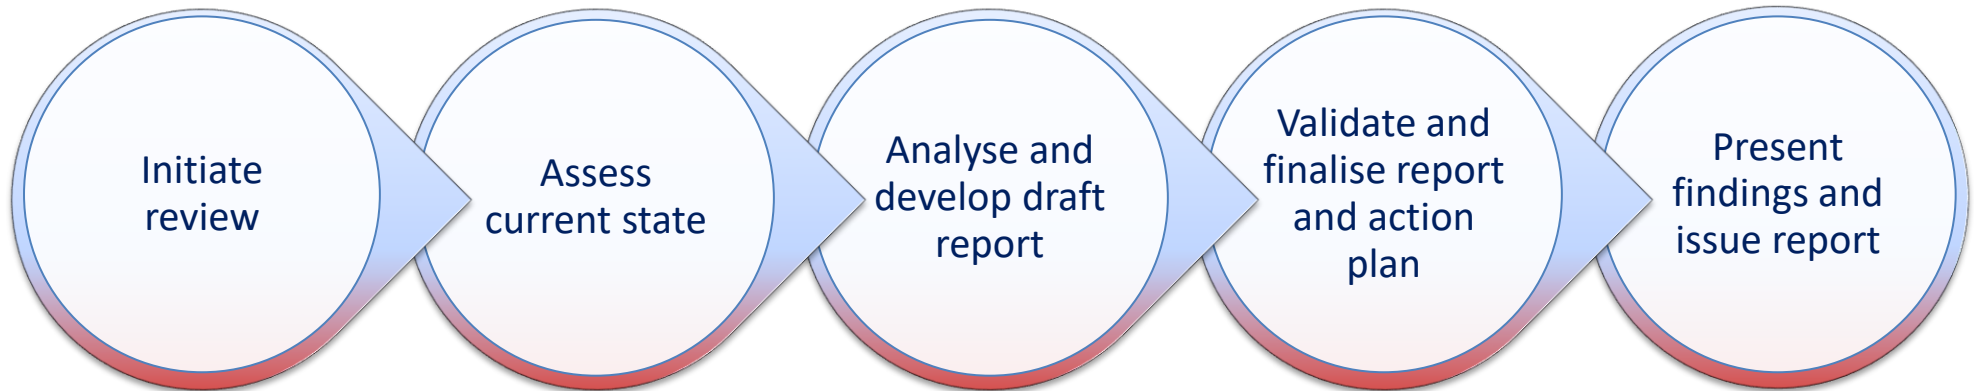 Initiate
review
Assess
current state
Analyse and
develop draft
report
Validate and
finalise report
and action
plan
Present
findings and
issue report